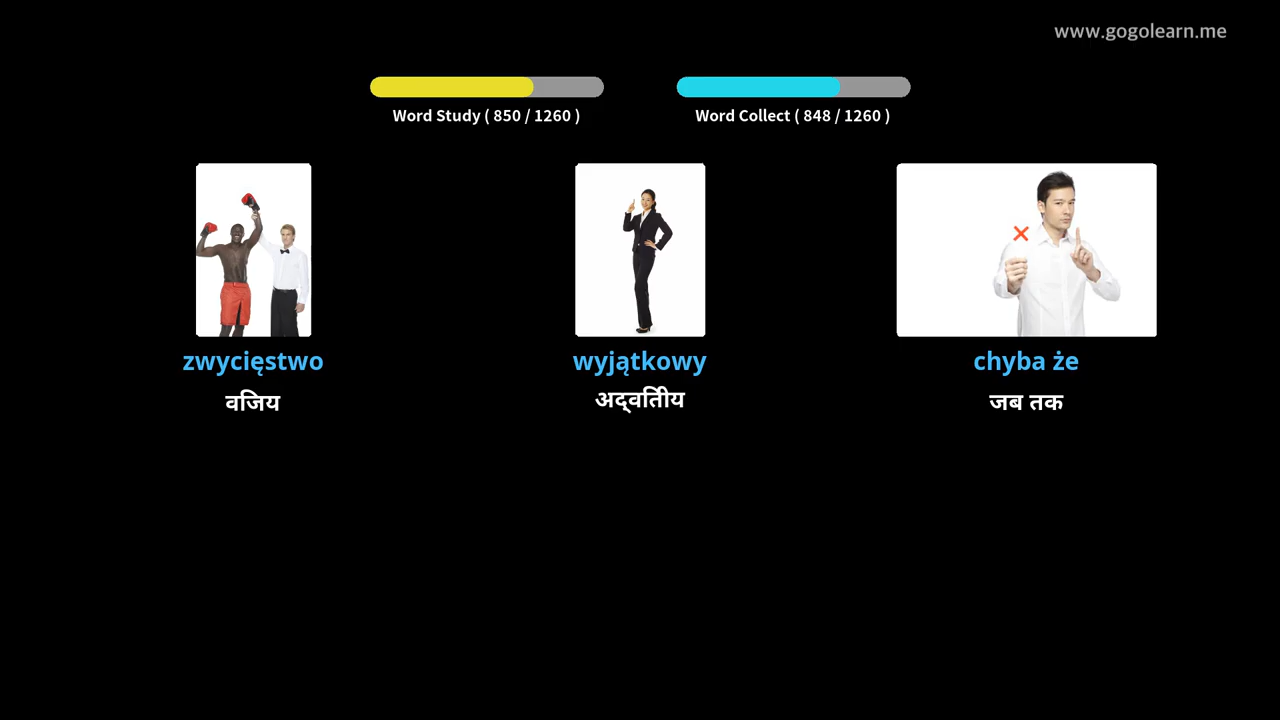 www.gogolearn.me
Word Study ( 850 / 1260 )
Word Collect ( 848 / 1260 )
zwycięstwo
wyjątkowy
chyba że
विजय
अद्वितीय
जब तक